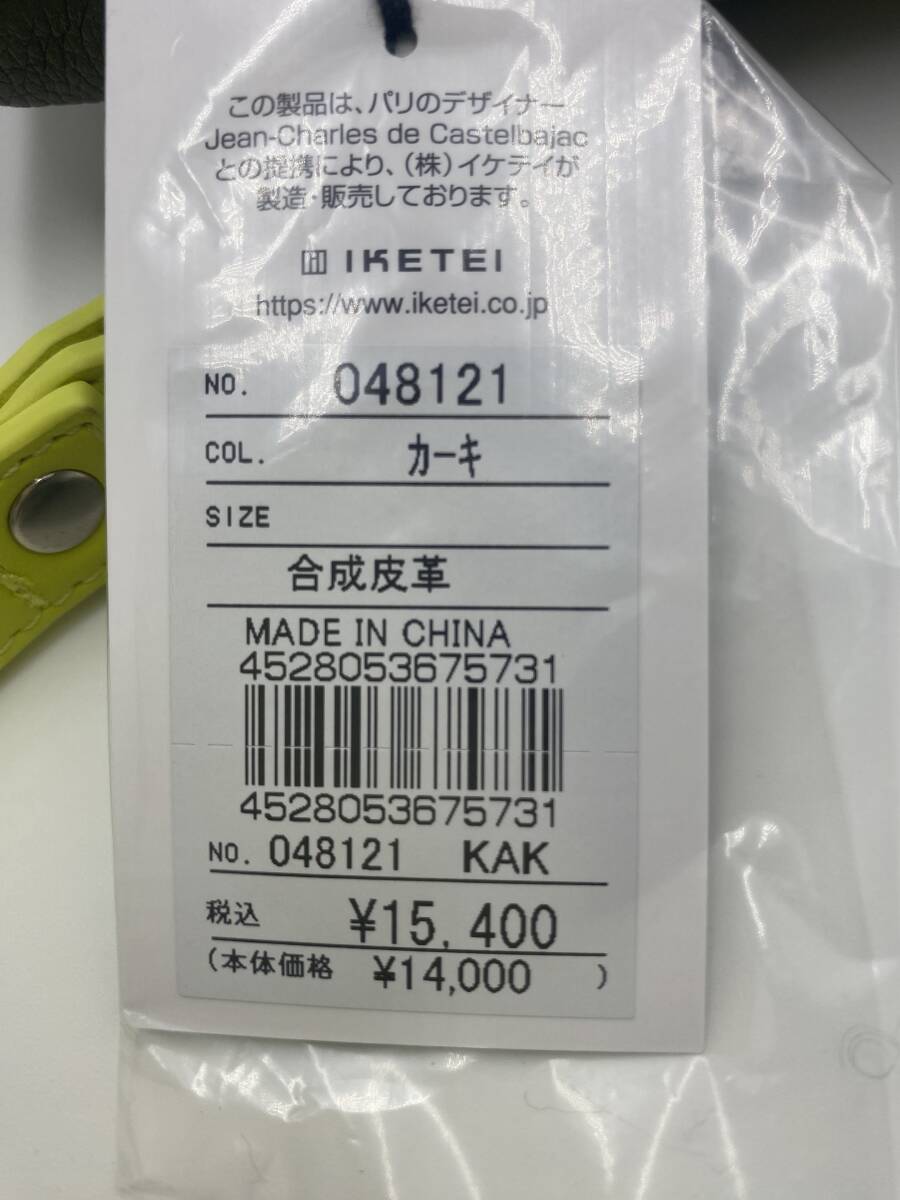 この製品は、パリのデザイナー
Jean-Charles de Castelbajac
との提携により、(株)イケテイが
製造・販売しております。
IKETEI
https://www.iketei.co.jp
NO. 048121
COL. カーキ
SIZE
合成皮革
MADE IN CHINA
4528053675731
4528053675731
NO. 048121 KAK
税込 ¥15,400
(本体価格 ¥14,000 )